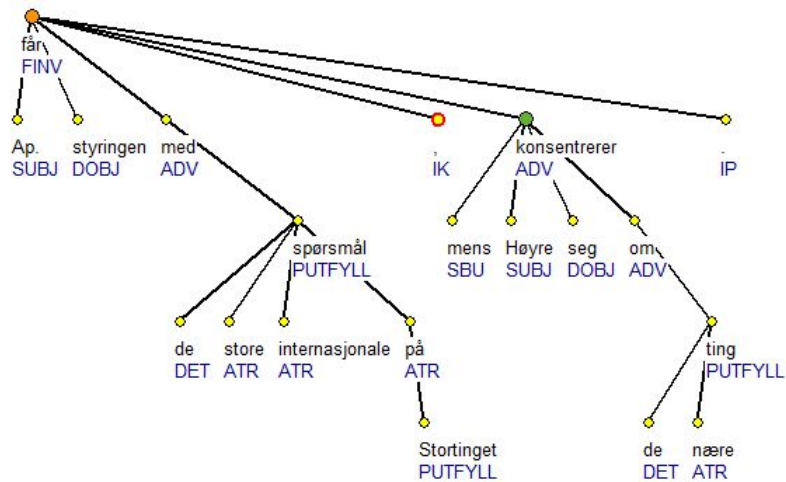 får
FINV
Ap. styringen med , konsentrerer .
SUBJ DOBJ ADV IK ADV IP
spørsmål mens Høyre seg om
PUTFYLL SBU SUBJ DOBJ ADV
de store internasjonale på ting
DET ATR ATR ATR PUTFYLL
Stortinget de nære
PUTFYLL DET ATR